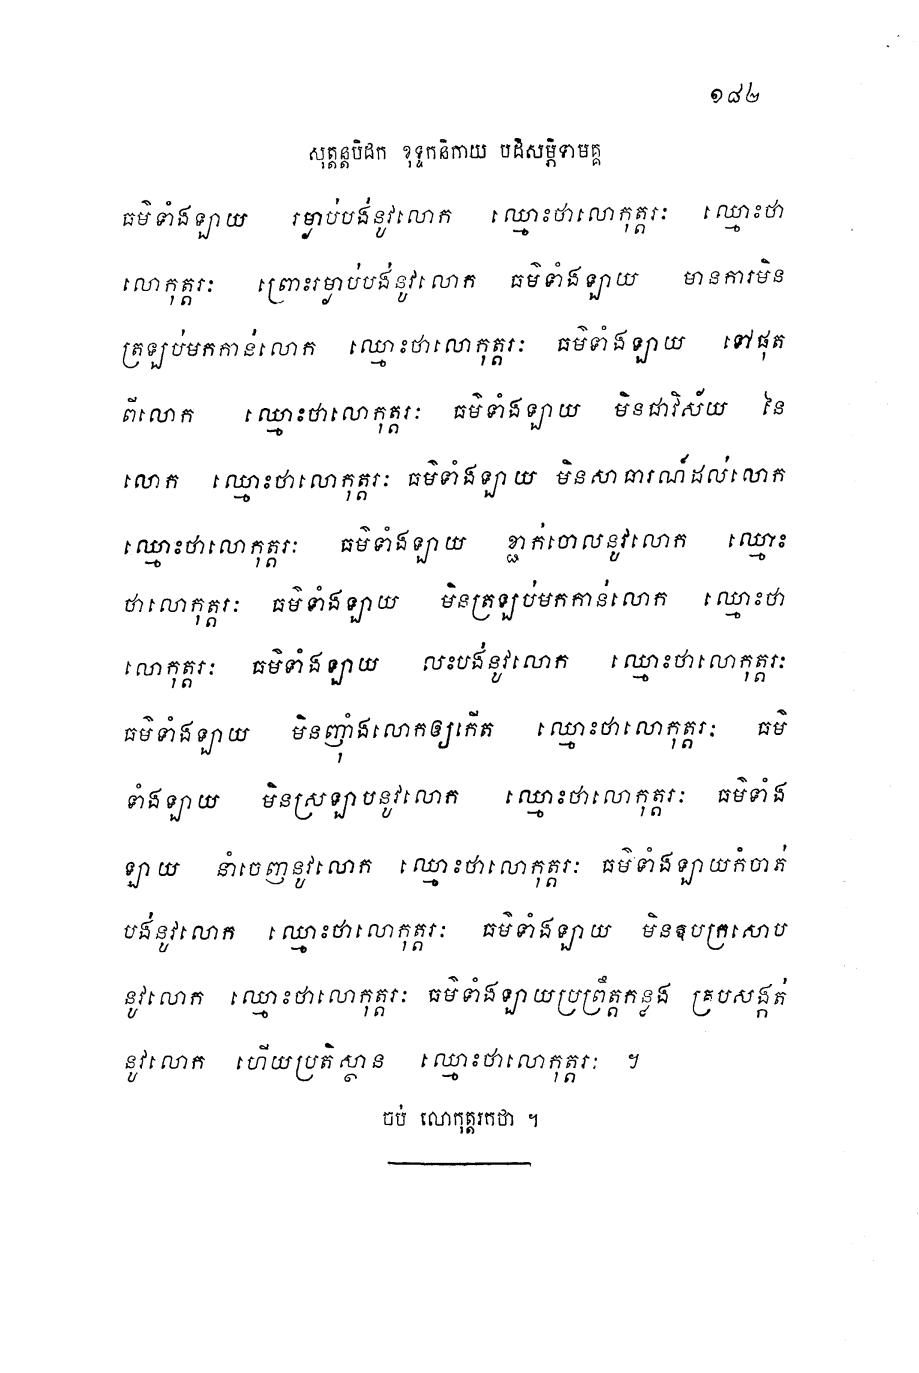 ១៨២
សុត្តន្តបិដក ខុទ្ទកនិកាយ បដិសម្ភិទាមគ្គ
ធម៌ទាំងឡាយ រម្ងាប់បង់នូវលោក ឈ្មោះថាលោកុត្តរៈ ឈ្មោះថា
លោកុត្តរៈ ព្រោះរម្ងាប់បង់នូវលោក ធម៌ទាំងឡាយ មានការមិន
ត្រឡប់មកកាន់លោក ឈ្មោះថាលោកុត្តរៈ ធម៌ទាំងឡាយ ទៅផុត
ពីលោក ឈ្មោះថាលោកុត្តរៈ ធម៌ទាំងឡាយ មិនជាវិស័យ នៃ
លោក ឈ្មោះថាលោកុត្តរៈ ធម៌ទាំងឡាយ មិនសាធារណ៍ដល់លោក
ឈ្មោះថាលោកុត្តរៈ ធម៌ទាំងឡាយ ខ្ជាក់ចោលនូវលោក ឈ្មោះ
ថាលោកុត្តរៈ ធម៌ទាំងឡាយ មិនត្រឡប់មកកាន់លោក ឈ្មោះថា
លោកុត្តរៈ ធម៌ទាំងឡាយ លះបង់នូវលោក ឈ្មោះថាលោកុត្តរៈ
ធម៌ទាំងឡាយ មិនញុំាងលោកឲ្យកើត ឈ្មោះថាលោកុត្តរៈ ធម៌
ទាំងឡាយ មិនស្រឡាបនូវលោក ឈ្មោះថាលោកុត្តរៈ ធម៌ទាំង
ឡាយ នាំចេញនូវលោក ឈ្មោះថាលោកុត្តរៈ ធម៌ទាំងឡាយកំចាត់
បង់នូវលោក ឈ្មោះថាលោកុត្តរៈ ធម៌ទាំងឡាយ មិនឧបត្រសោប
នូវលោក ឈ្មោះថាលោកុត្តរៈ ធម៌ទាំងឡាយប្រព្រឹត្តកន្លង គ្របសង្កត់
នូវលោក ហើយប្រតិស្ថាន ឈ្មោះថាលោកុត្តរៈ ។
ចប់ លោកុត្តរកថា ។